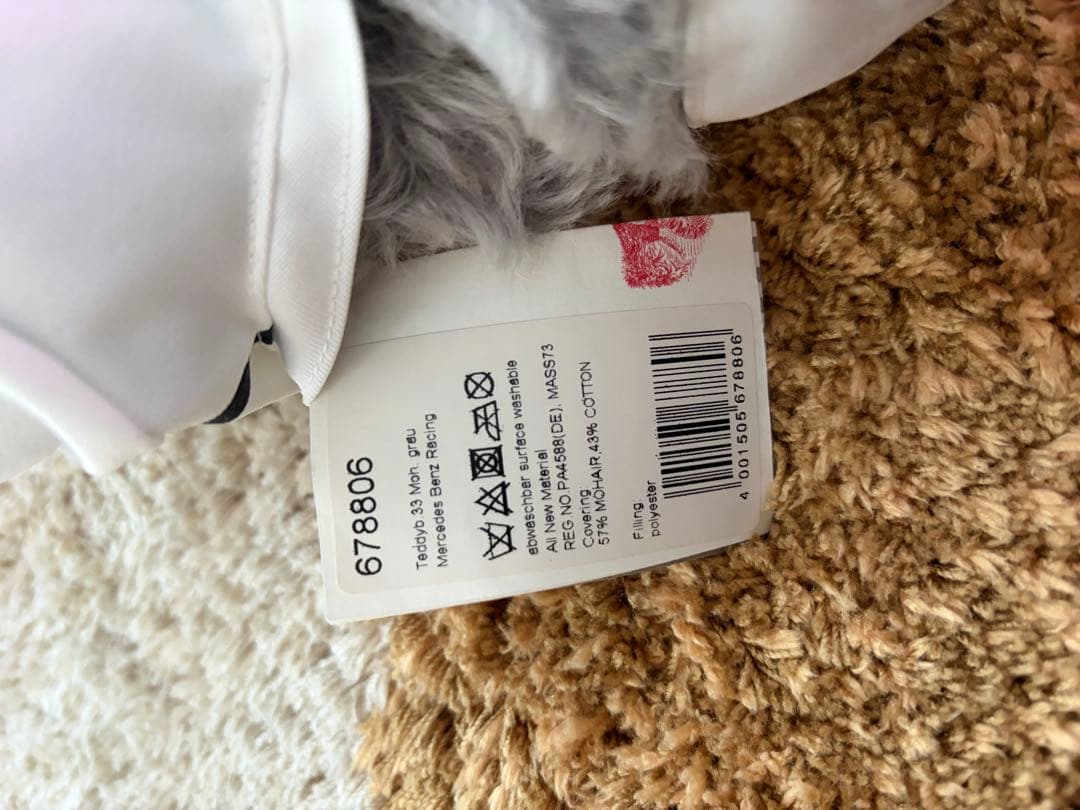 678806
Teddyb.33 Moh. grau
Mercedes Benz Racing
abwaschbar surface washable
All New Material
REG.NO.PA4588(DE), MASS73
Covering:
57% MOHAIR,43% COTTON
Filling:
polyester
4 001505 678806